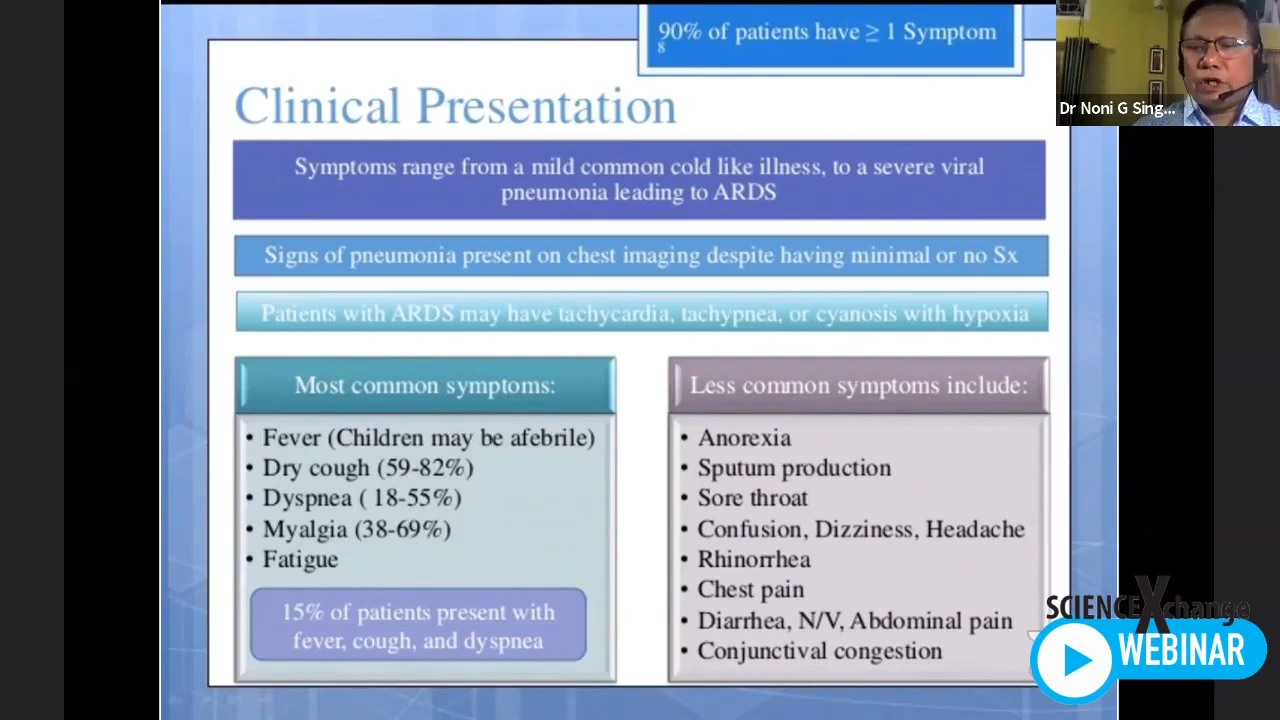 90% of patients have ≥ 1 Symptom
8
Dr Noni G Sing...
Clinical Presentation
Symptoms range from a mild common cold like illness, to a severe viral
pneumonia leading to ARDS
Signs of pneumonia present on chest imaging despite having minimal or no Sx
Patients with ARDS may have tachycardia, tachypnea, or cyanosis with hypoxia
Most common symptoms:
• Fever (Children may be afebrile)
• Dry cough (59-82%)
• Dyspnea ( 18-55%)
• Myalgia (38-69%)
• Fatigue
15% of patients present with
fever, cough, and dyspnea
Less common symptoms include:
• Anorexia
• Sputum production
• Sore throat
• Confusion, Dizziness, Headache
• Rhinorrhea
• Chest pain
• Diarrhea, N/V, Abdominal pain
• Conjunctival congestion
SCIENCEXchange
WEBINAR